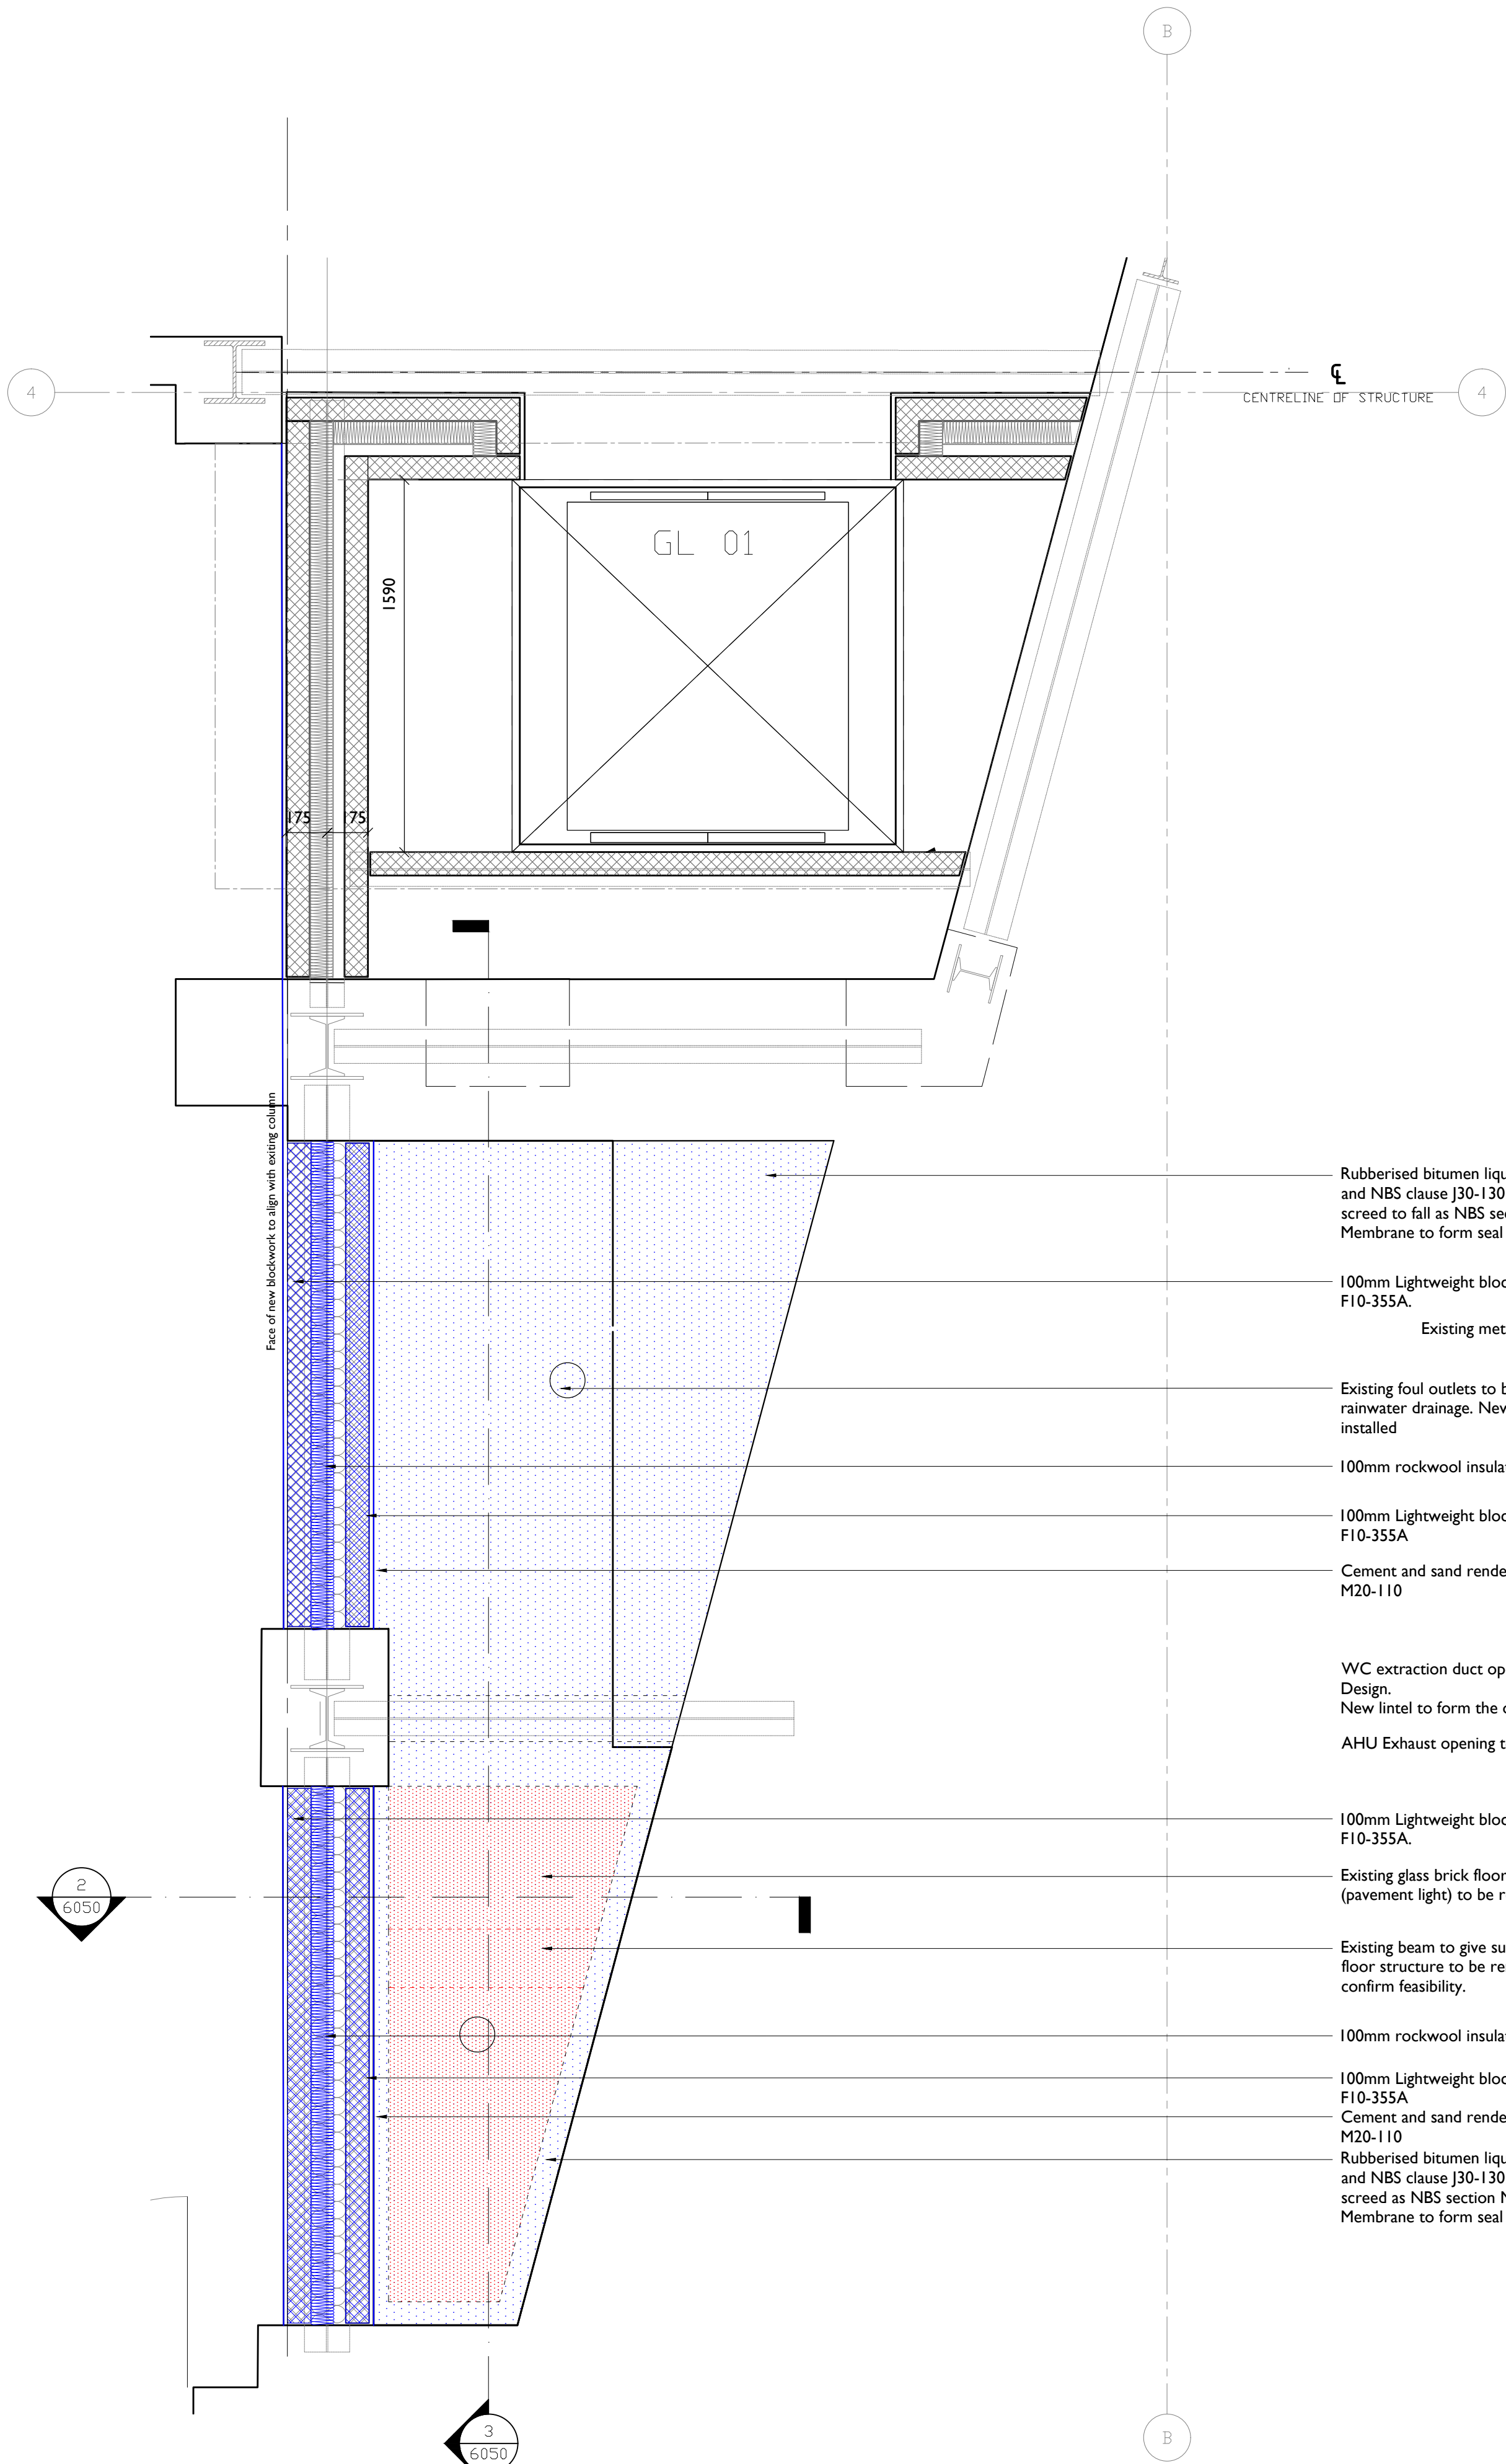 B
4
℄
CENTRELINE OF STRUCTURE
4
GL 01
1590
175
175
Face of new blockwork to align with exiting column
Rubberised bitumen liqu
and NBS clause J30-130
screed to fall as NBS se
Membrane to form seal
100mm Lightweight bloc
F10-355A.
Existing met
Existing foul outlets to b
rainwater drainage. New
installed
100mm rockwool insula
100mm Lightweight bloc
F10-355A
Cement and sand rende
M20-110
WC extraction duct op
Design.
New lintel to form the o
AHU Exhaust opening t
100mm Lightweight bloc
F10-355A.
Existing glass brick floor
(pavement light) to be r
Existing beam to give su
floor structure to be re
confirm feasibility.
100mm rockwool insula
100mm Lightweight bloc
F10-355A
Cement and sand rende
M20-110
Rubberised bitumen liqu
and NBS clause J30-130
screed as NBS section M
Membrane to form seal
2
6050
3
6050
B